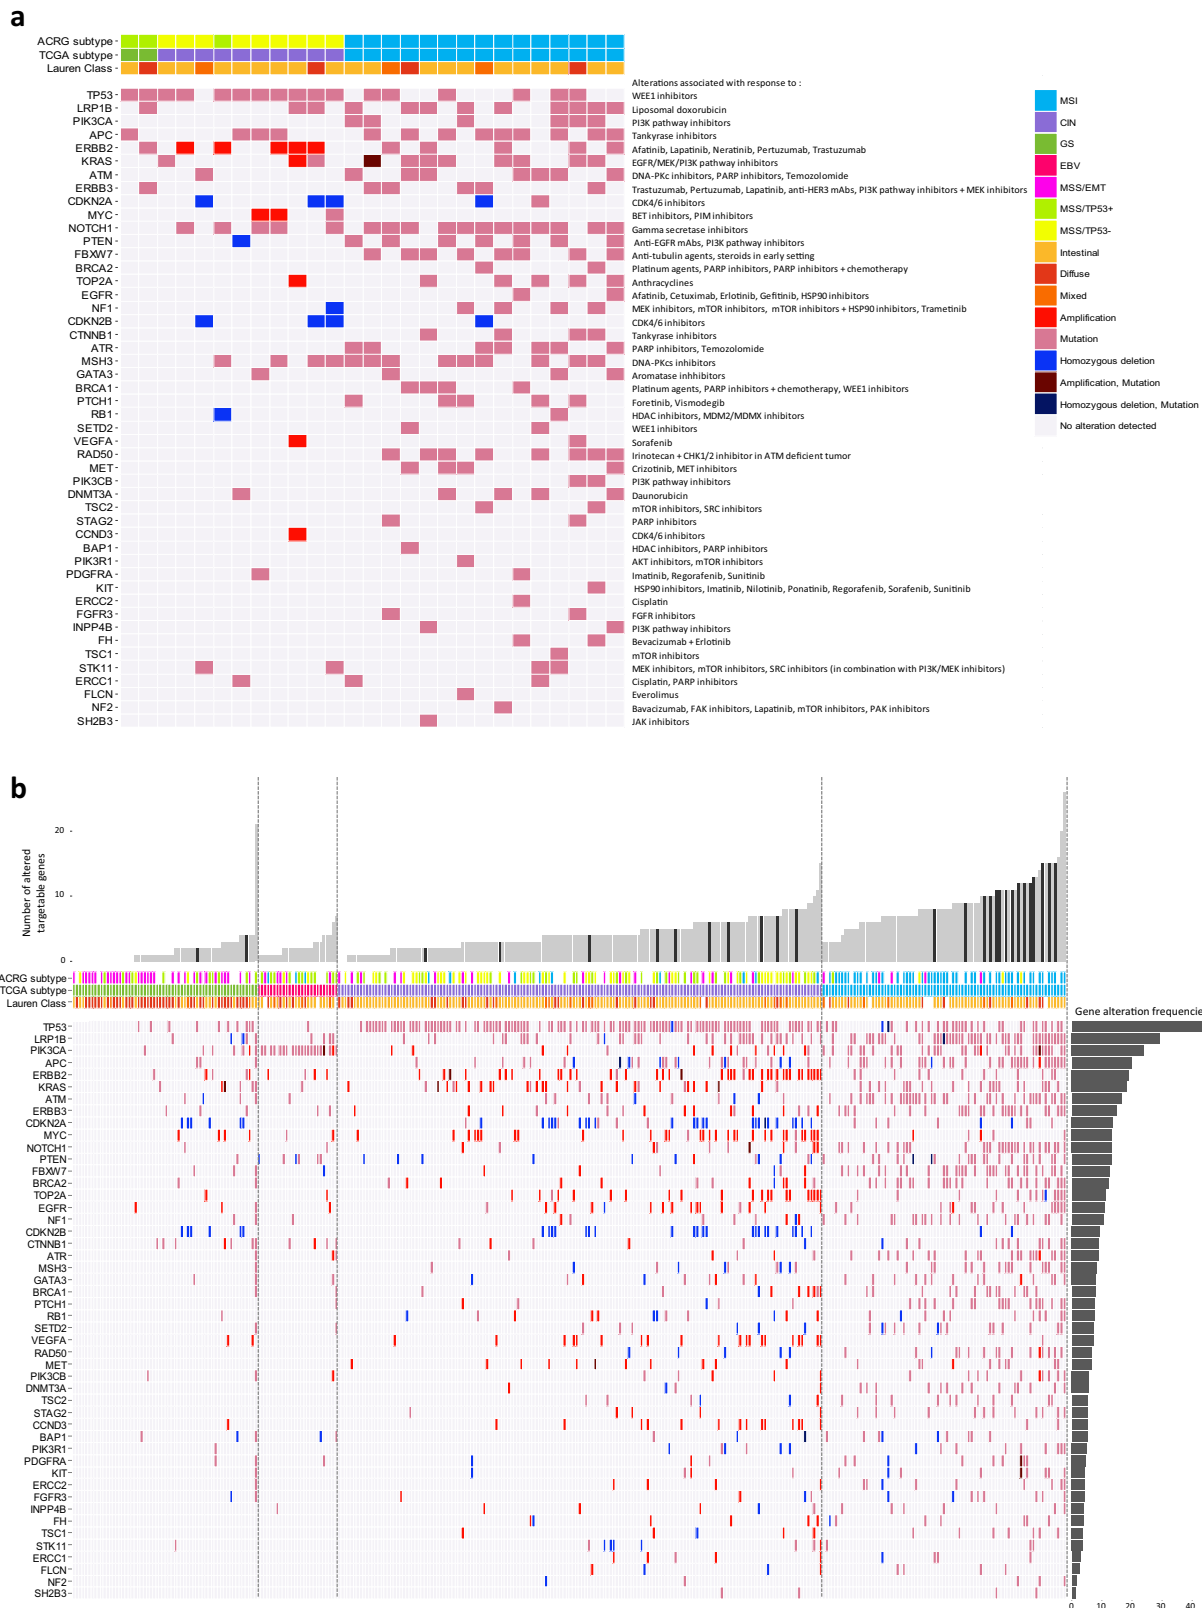 a
ACRG subtype
TCGA subtype
Lauren Class
Alterations associated with response to :
TP53 WEE1 inhibitors
LRP1B Liposomal doxorubicin
PIK3CA PI3K pathway inhibitors
APC Tankyrase inhibitors
ERBB2 Afatinib, Lapatinib, Neratinib, Pertuzumab, Trastuzumab
KRAS EGFR/MEK/PI3K pathway inhibitors
ATM DNA-PKc inhibitors, PARP inhibitors, Temozolomide
ERBB3 Trastuzumab, Pertuzumab, Lapatinib, anti-HER3 mAbs, PI3K pathway inhibitors + MEK inhibitors
CDKN2A CDK4/6 inhibitors
MYC BET inhibitors, PIM inhibitors
NOTCH1 Gamma secretase inhibitors
PTEN Anti-EGFR mAbs, PI3K pathway inhibitors
FBXW7 Anti-tubulin agents, steroids in early setting
BRCA2 Platinum agents, PARP inhibitors, PARP inhibitors + chemotherapy
TOP2A Anthracyclines
EGFR Afatinib, Cetuximab, Erlotinib, Gefitinib, HSP90 inhibitors
NF1 MEK inhibitors, mTOR inhibitors, mTOR inhibitors + HSP90 inhibitors, Trametinib
CDKN2B CDK4/6 inhibitors
CTNNB1 Tankyrase inhibitors
ATR PARP inhibitors, Temozolomide
MSH3 DNA-PKcs inhibitors
GATA3 Aromatase inhhibitors
BRCA1 Platinum agents, PARP inhibitors + chemotherapy, WEE1 inhibitors
PTCH1 Foretinib, Vismodegib
RB1 HDAC inhibitors, MDM2/MDMX inhibitors
SETD2 WEE1 inhibitors
VEGFA Sorafenib
RAD50 Irinotecan + CHK1/2 inhibitor in ATM deficient tumor
MET Crizotinib, MET inhibitors
PIK3CB PI3K pathway inhibitors
DNMT3A Daunorubicin
TSC2 mTOR inhibitors, SRC inhibitors
STAG2 PARP inhibitors
CCND3 CDK4/6 inhibitors
BAP1 HDAC inhibitors, PARP inhibitors
PIK3R1 AKT inhibitors, mTOR inhibitors
PDGFRA Imatinib, Regorafenib, Sunitinib
KIT HSP90 inhibitors, Imatinib, Nilotinib, Ponatinib, Regorafenib, Sorafenib, Sunitinib
ERCC2 Cisplatin
FGFR3 FGFR inhibitors
INPP4B PI3K pathway inhibitors
FH Bevacizumab + Erlotinib
TSC1 mTOR inhibitors
STK11 MEK inhibitors, mTOR inhibitors, SRC inhibitors (in combination with PI3K/MEK inhibitors)
ERCC1 Cisplatin, PARP inhibitors
FLCN Everolimus
NF2 Bavacizumab, FAK inhibitors, Lapatinib, mTOR inhibitors, PAK inhibitors
SH2B3 JAK inhibitors
MSI
CIN
GS
EBV
MSS/EMT
MSS/TP53+
MSS/TP53-
Intestinal
Diffuse
Mixed
Amplification
Mutation
Homozygous deletion
Amplification, Mutation
Homozygous deletion, Mutation
No alteration detected
b
Number of altered
targetable genes
20
10
0
ACRG subtype
TCGA subtype
Lauren Class
Gene alteration frequencie
TP53
LRP1B
PIK3CA
APC
ERBB2
KRAS
ATM
ERBB3
CDKN2A
MYC
NOTCH1
PTEN
FBXW7
BRCA2
TOP2A
EGFR
NF1
CDKN2B
CTNNB1
ATR
MSH3
GATA3
BRCA1
PTCH1
RB1
SETD2
VEGFA
RAD50
MET
PIK3CB
DNMT3A
TSC2
STAG2
CCND3
BAP1
PIK3R1
PDGFRA
KIT
ERCC2
FGFR3
INPP4B
FH
TSC1
STK11
ERCC1
FLCN
NF2
SH2B3
0 10 20 30 40